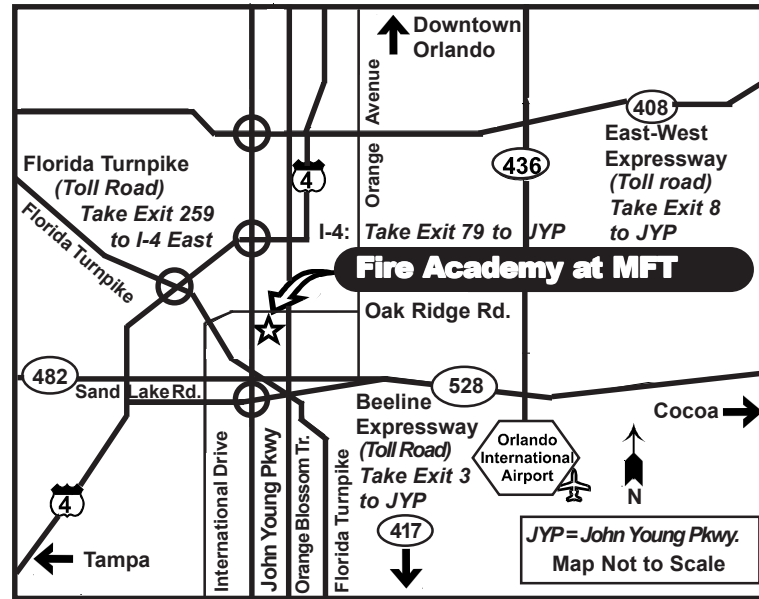 Downtown
Orlando
Orange Avenue
408
East-West
Expressway
(Toll road)
Take Exit 8
to JYP
436
4
Florida Turnpike
(Toll Road)
Take Exit 259
to I-4 East
Florida Turnpike
I-4: Take Exit 79 to JYP
Fire Academy at MFT
Oak Ridge Rd.
482
Sand Lake Rd.
528
Beeline
Expressway
(Toll Road)
Take Exit 3
to JYP
417
Cocoa
Orlando
International
Airport
N
International Drive
John Young Pkwy
Orange Blossom Tr.
Florida Turnpike
4
Tampa
JYP = John Young Pkwy.
Map Not to Scale